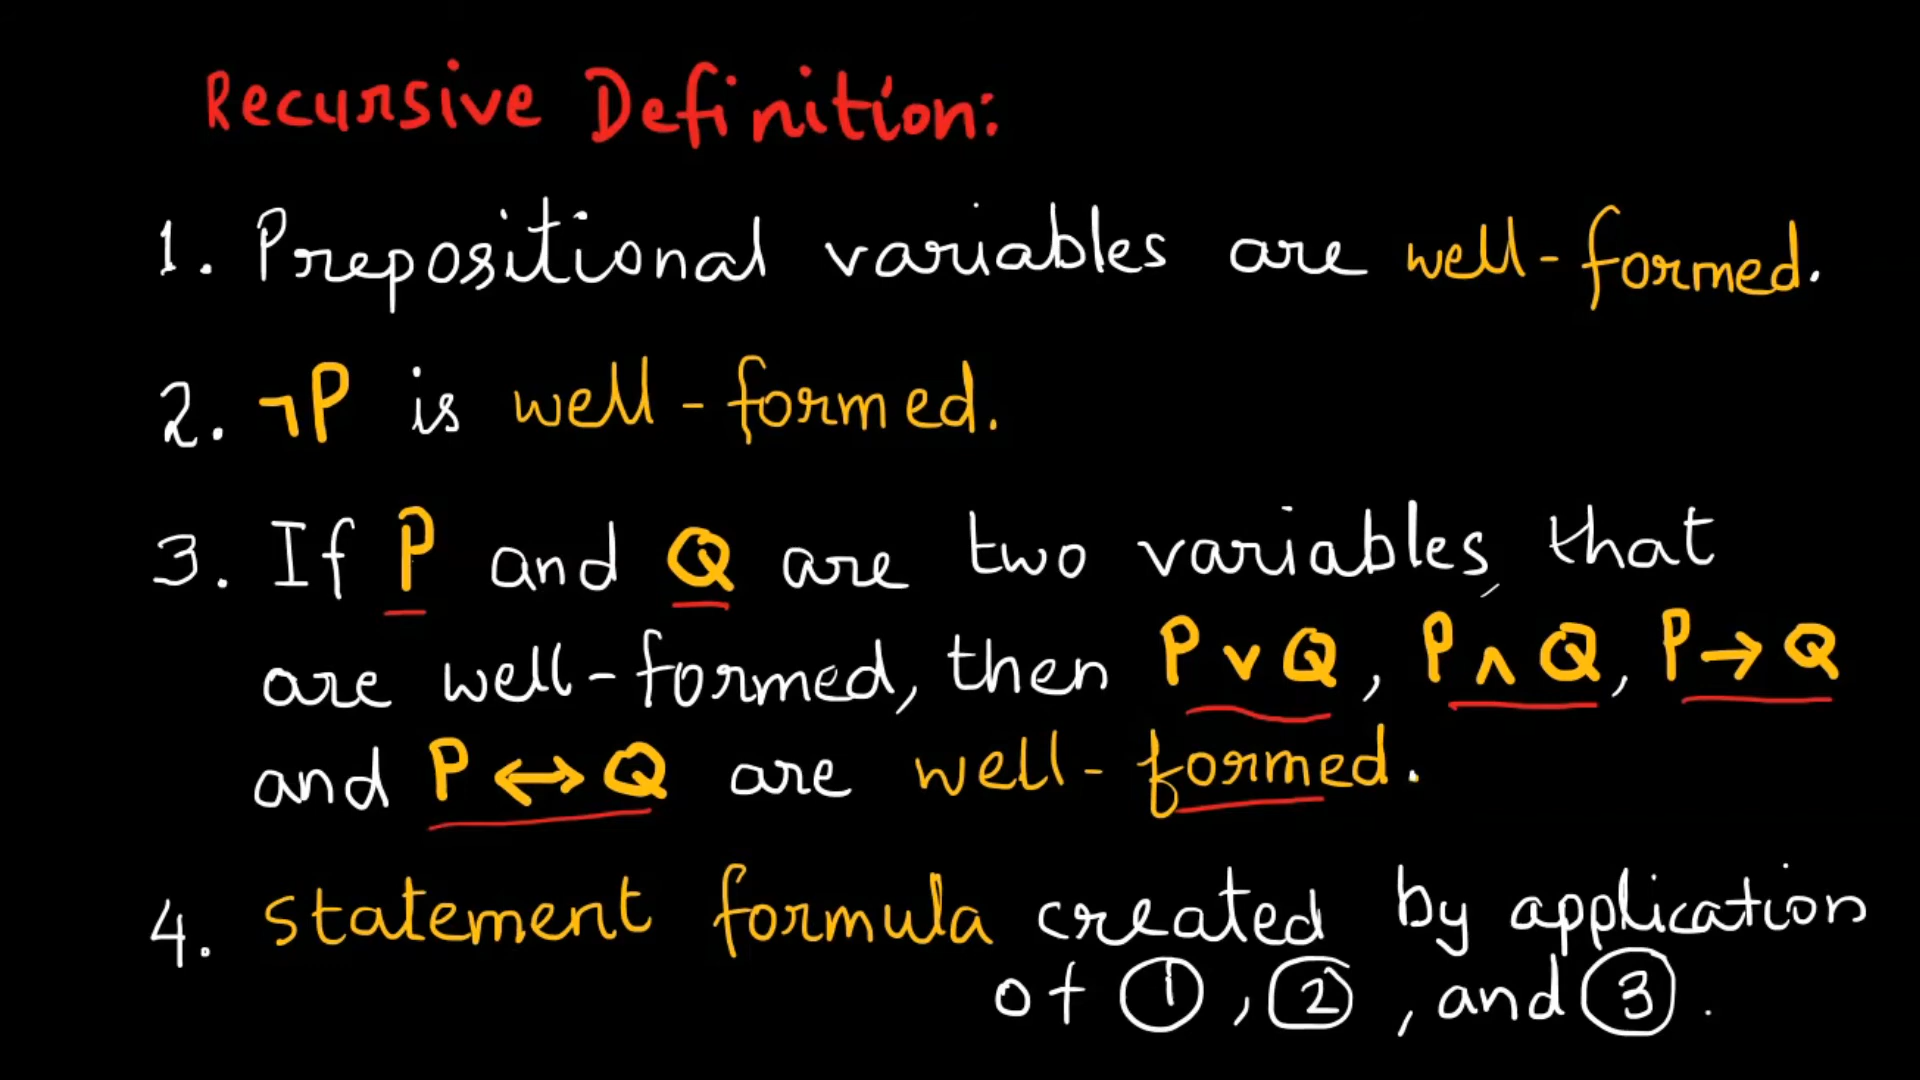 Recursive Definition:
1. Prepositional variables are well-formed.
2. ¬P is well-formed.
3. If P and Q are two variables, that
are well-formed, then P ∨ Q, P ∧ Q, P → Q
and P ↔ Q are well-formed.
4. Statement formula created by application
of ①, ②, and ③.